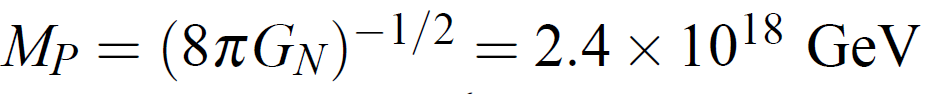 M_P = (8πG_N)^{−1/2} = 2.4 × 10^{18} GeV